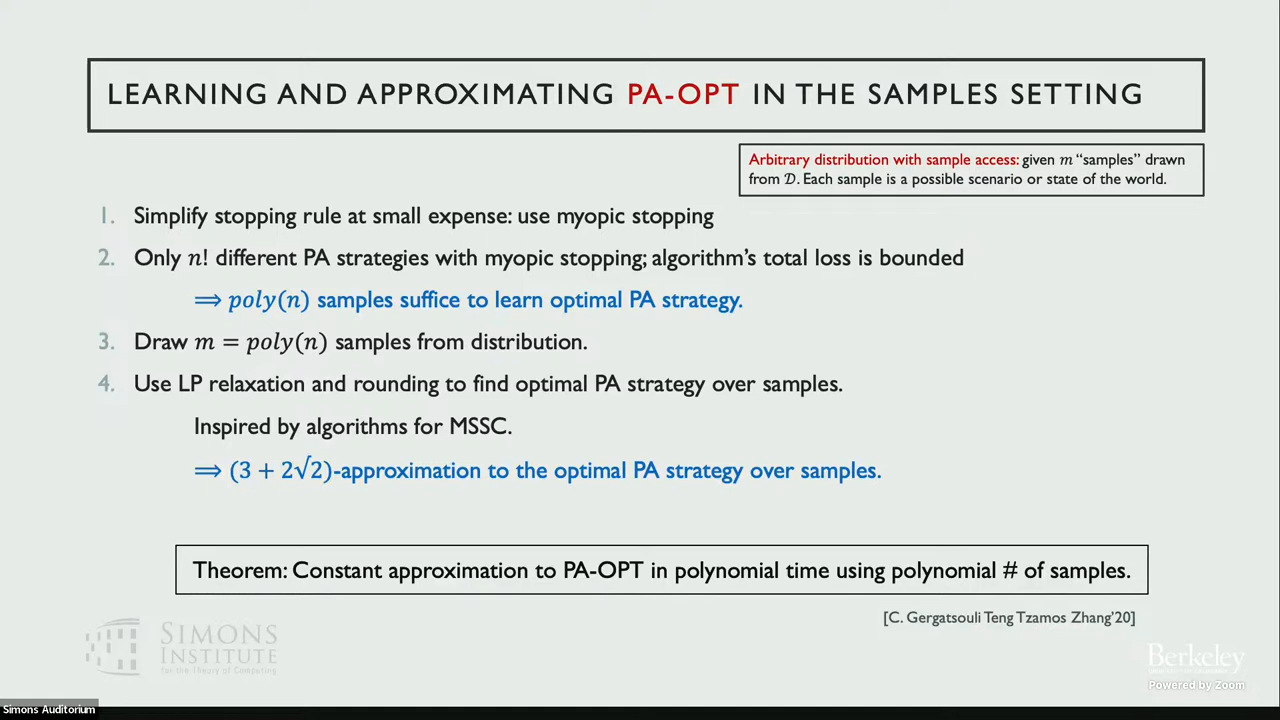 LEARNING AND APPROXIMATING PA-OPT IN THE SAMPLES SETTING
Arbitrary distribution with sample access: given m “samples” drawn
from 𝒟. Each sample is a possible scenario or state of the world.
1. Simplify stopping rule at small expense: use myopic stopping
2. Only n! different PA strategies with myopic stopping; algorithm’s total loss is bounded
⟹ poly(n) samples suffice to learn optimal PA strategy.
3. Draw m = poly(n) samples from distribution.
4. Use LP relaxation and rounding to find optimal PA strategy over samples.
Inspired by algorithms for MSSC.
⟹ (3 + 2√2)-approximation to the optimal PA strategy over samples.
Theorem: Constant approximation to PA-OPT in polynomial time using polynomial # of samples.
[C. Gergatsouli Teng Tzamos Zhang’20]
SIMONS
INSTITUTE
for the Theory of Computing
Berkeley
Powered by Zoom
Simons Auditorium